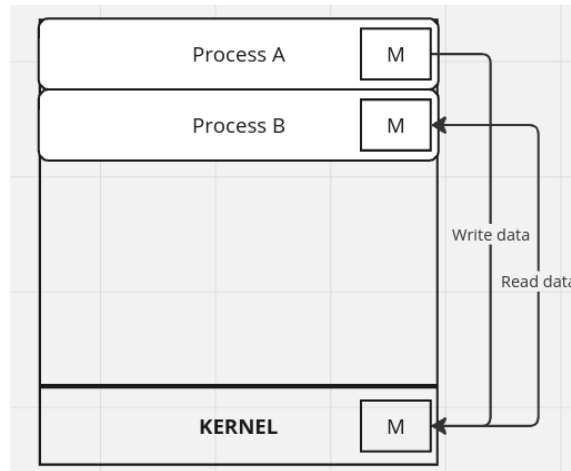 Process A
M
Process B
M
Write data
Read data
KERNEL
M